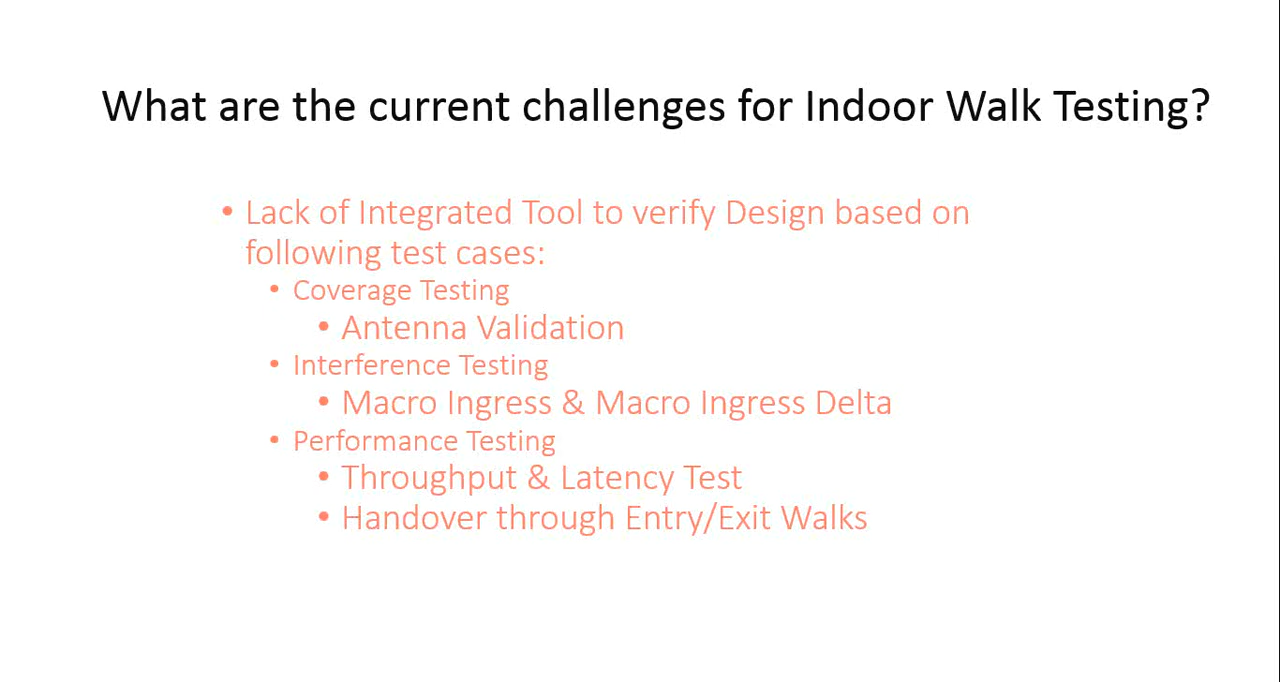 What are the current challenges for Indoor Walk Testing?
• Lack of Integrated Tool to verify Design based on
following test cases:
• Coverage Testing
• Antenna Validation
• Interference Testing
• Macro Ingress & Macro Ingress Delta
• Performance Testing
• Throughput & Latency Test
• Handover through Entry/Exit Walks